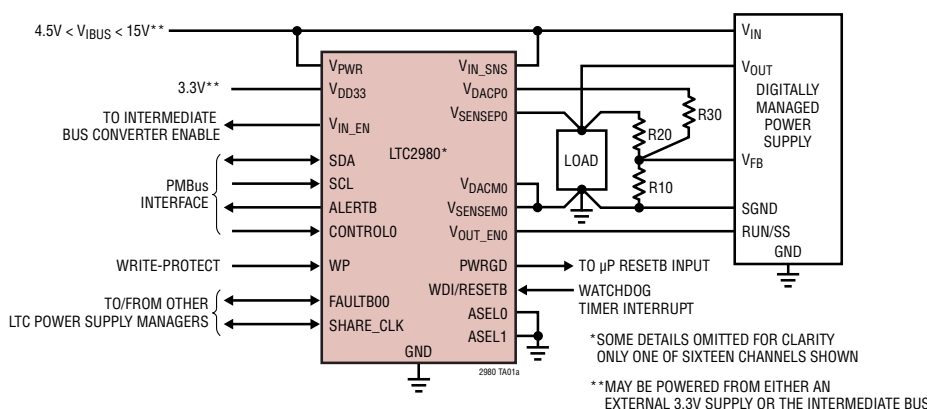 4.5V < VIBUS < 15V**
3.3V**
TO INTERMEDIATE
BUS CONVERTER ENABLE
PMBus
INTERFACE
WRITE-PROTECT
TO/FROM OTHER
LTC POWER SUPPLY MANAGERS
VPWR
VDD33
VIN_EN
SDA
SCL
ALERTB
CONTROL0
WP
FAULTB00
SHARE_CLK
GND
LTC2980*
VIN_SNS
VDACP0
VSENSEP0
VDACM0
VSENSEM0
VOUT_EN0
PWRGD
WDI/RESETB
ASEL0
ASEL1
2980 TA01a
LOAD
R20
R30
R10
VIN
VOUT
DIGITALLY
MANAGED
POWER
SUPPLY
VFB
SGND
RUN/SS
GND
TO µP RESETB INPUT
WATCHDOG
TIMER INTERRUPT
*SOME DETAILS OMITTED FOR CLARITY
ONLY ONE OF SIXTEEN CHANNELS SHOWN
**MAY BE POWERED FROM EITHER AN
EXTERNAL 3.3V SUPPLY OR THE INTERMEDIATE BUS